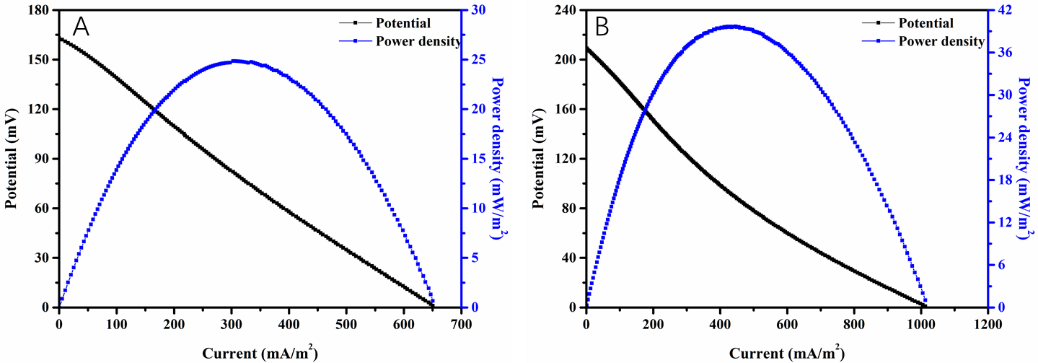 A
Potential
Power density
180
150
120
90
60
30
0
Potential (mV)
30
25
20
15
10
5
0
Power density (mW/m²)
0 100 200 300 400 500 600 700
Current (mA/m²)
B
Potential
Power density
240
200
160
120
80
40
0
Potential (mV)
42
36
30
24
18
12
6
0
Power density (mW/m²)
0 200 400 600 800 1000 1200
Current (mA/m²)